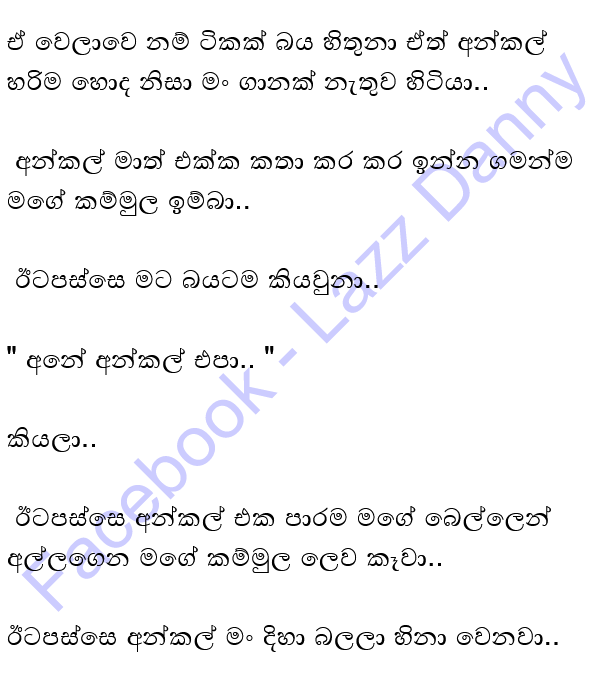 ඒ වෙලාවෙ නම් ටිකක් බය හිතුනා ඒත් අන්කල්
හරිම හොද නිසා මං ගානක් නැතුව හිටියා..
අන්කල් මාත් එක්ක කතා කර කර ඉන්න ගමන්ම
මගේ කම්මුල ඉම්බා..
ඊටපස්සෙ මට බයටම කියවුනා..
" අනේ අන්කල් එපා.. "
කියලා..
ඊටපස්සෙ අන්කල් එක පාරම මගේ බෙල්ලෙන්
අල්ලගෙන මගේ කම්මුල ලෙව කෑවා..
ඊටපස්සෙ අන්කල් මං දිහා බලලා හිනා වෙනවා..
Facebook - Lazz Danny